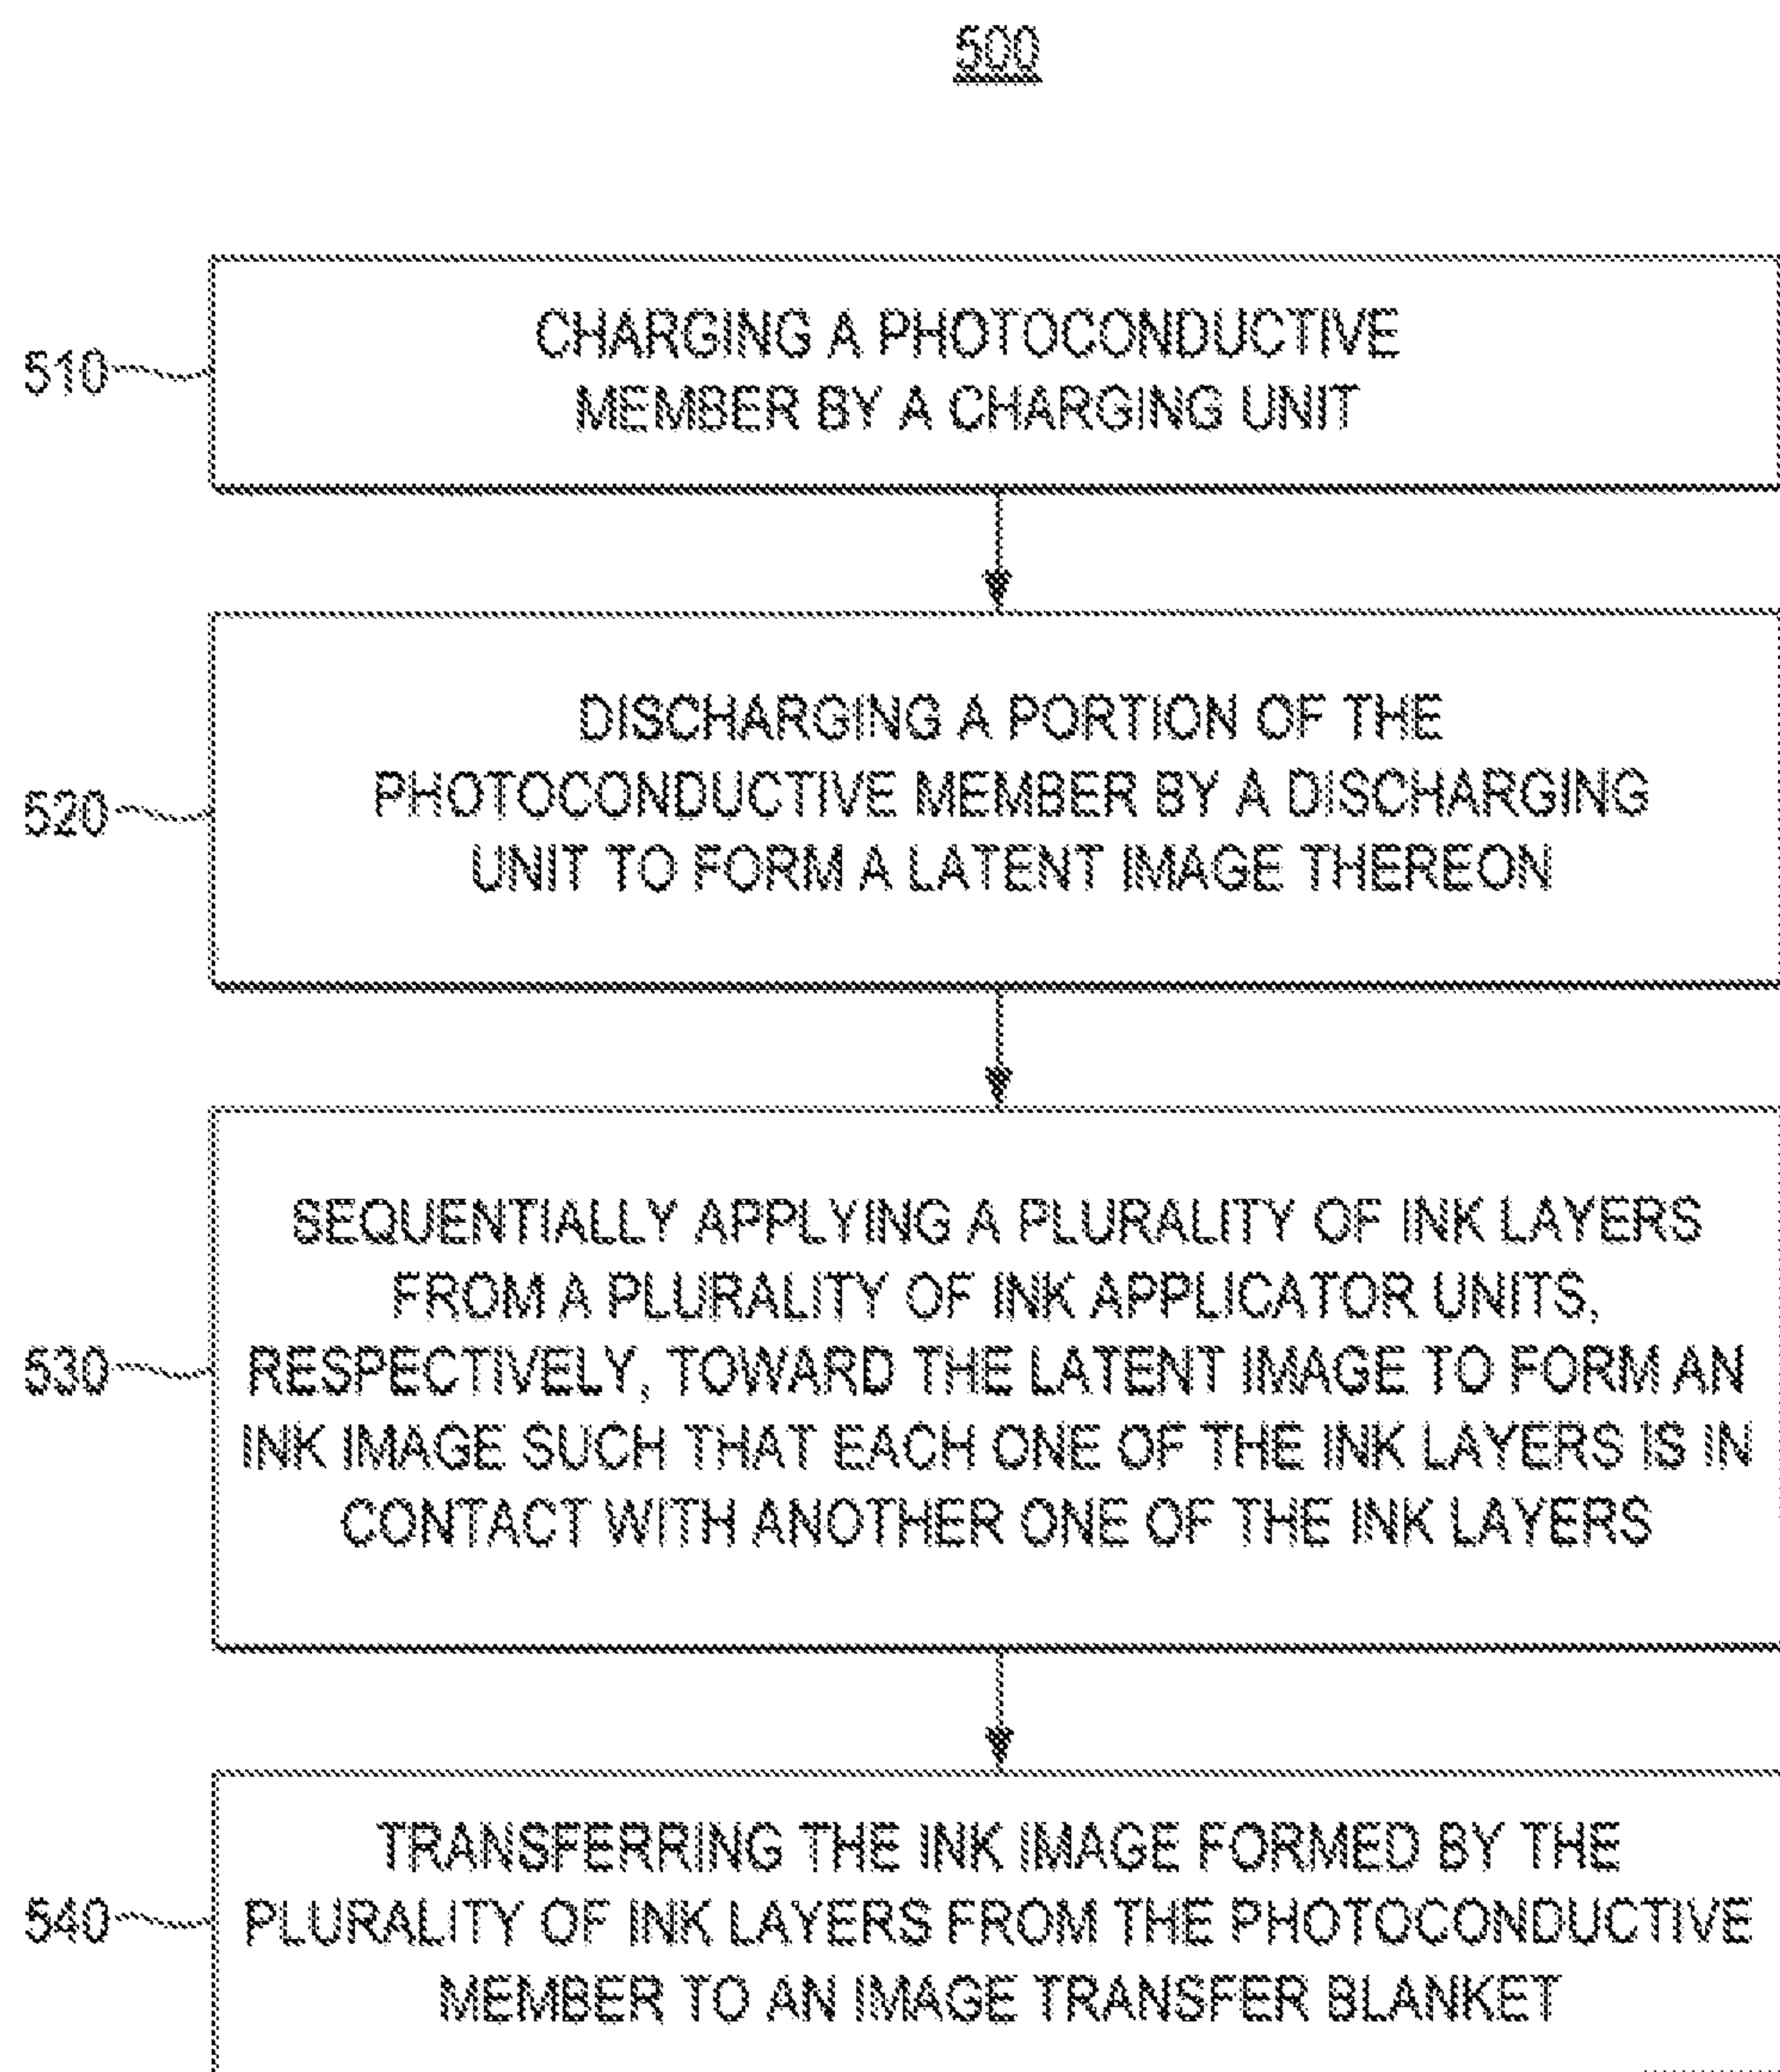 500
510
CHARGING A PHOTOCONDUCTIVE
MEMBER BY A CHARGING UNIT
520
DISCHARGING A PORTION OF THE
PHOTOCONDUCTIVE MEMBER BY A DISCHARGING
UNIT TO FORM A LATENT IMAGE THEREON
530
SEQUENTIALLY APPLYING A PLURALITY OF INK LAYERS
FROM A PLURALITY OF INK APPLICATOR UNITS,
RESPECTIVELY, TOWARD THE LATENT IMAGE TO FORM AN
INK IMAGE SUCH THAT EACH ONE OF THE INK LAYERS IS IN
CONTACT WITH ANOTHER ONE OF THE INK LAYERS
540
TRANSFERRING THE INK IMAGE FORMED BY THE
PLURALITY OF INK LAYERS FROM THE PHOTOCONDUCTIVE
MEMBER TO AN IMAGE TRANSFER BLANKET